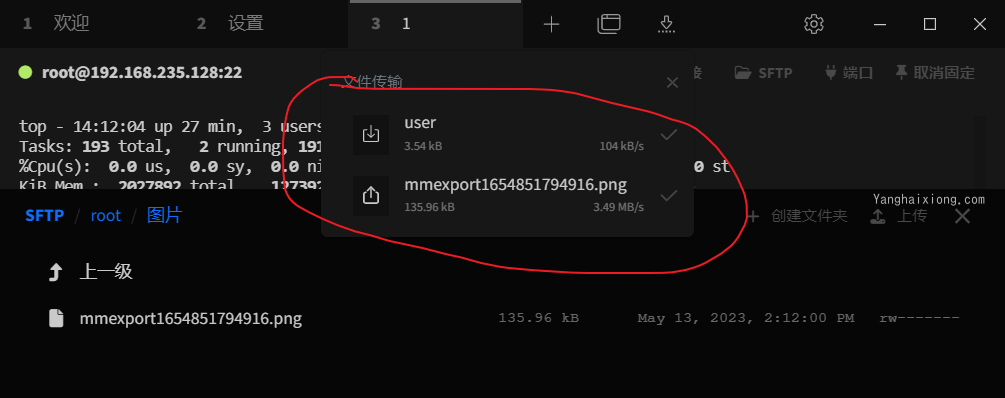 1 欢迎 2 设置 3 1
root@192.168.235.128:22 接 SFTP 端口 取消固定
文件传输
user
3.54 kB 104 kB/s
mmexport1654851794916.png
135.96 kB 3.49 MB/s
top - 14:12:04 up 27 min, 3 users
Tasks: 193 total, 2 running, 191
%Cpu(s): 0.0 us, 0.0 sy, 0.0 ni 0 st
KiB Mem : 2027892 total, 127392
Yanghaixiong.com
SFTP / root / 图片 创建文件夹 上传
上一级
mmexport1654851794916.png 135.96 kB May 13, 2023, 2:12:00 PM rw-------